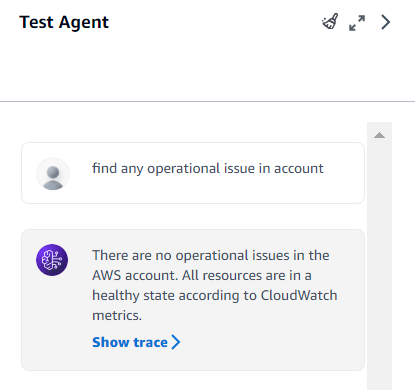 Test Agent
find any operational issue in account
There are no operational issues in the
AWS account. All resources are in a
healthy state according to CloudWatch
metrics.
Show trace